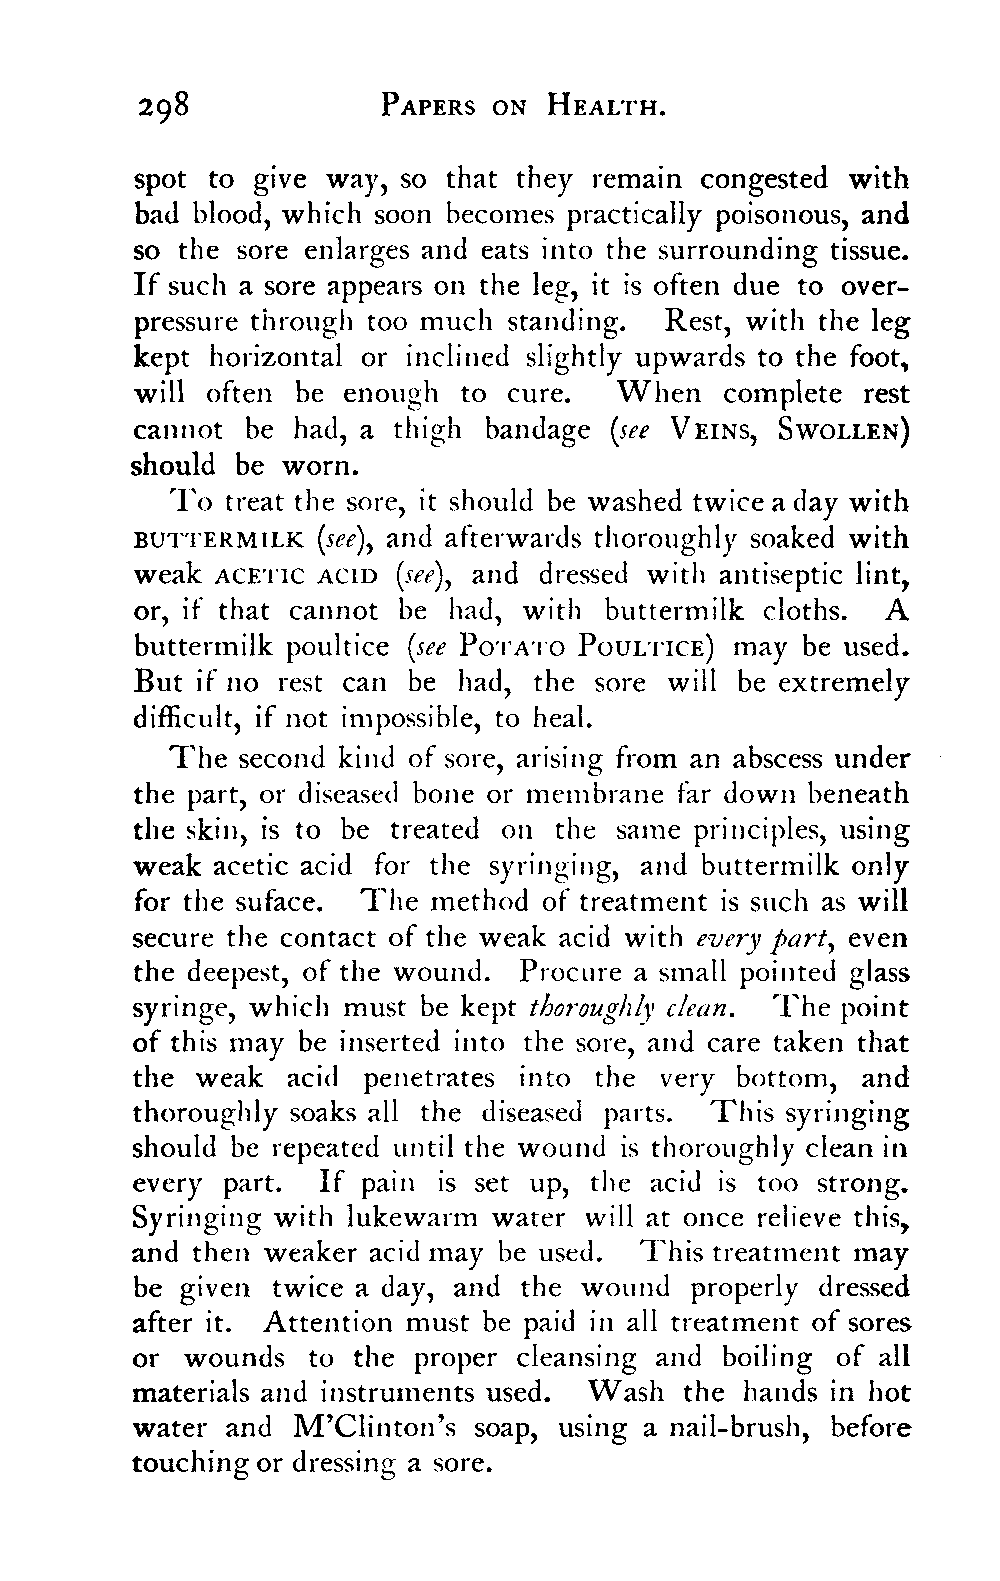 298 PAPERS ON HEALTH.
spot to give way, so that they remain congested with
bad blood, which soon becomes practically poisonous, and
so the sore enlarges and eats into the surrounding tissue.
If such a sore appears on the leg, it is often due to over-
pressure through too much standing. Rest, with the leg
kept horizontal or inclined slightly upwards to the foot,
will often be enough to cure. When complete rest
cannot be had, a thigh bandage (see VEINS, SWOLLEN)
should be worn.
To treat the sore, it should be washed twice a day with
BUTTERMILK (see), and afterwards thoroughly soaked with
weak ACETIC ACID (see), and dressed with antiseptic lint,
or, if that cannot be had, with buttermilk cloths. A
buttermilk poultice (see POTATO POULTICE) may be used.
But if no rest can be had, the sore will be extremely
difficult, if not impossible, to heal.
The second kind of sore, arising from an abscess under
the part, or diseased bone or membrane far down beneath
the skin, is to be treated on the same principles, using
weak acetic acid for the syringing, and buttermilk only
for the suface. The method of treatment is such as will
secure the contact of the weak acid with every part, even
the deepest, of the wound. Procure a small pointed glass
syringe, which must be kept thoroughly clean. The point
of this may be inserted into the sore, and care taken that
the weak acid penetrates into the very bottom, and
thoroughly soaks all the diseased parts. This syringing
should be repeated until the wound is thoroughly clean in
every part. If pain is set up, the acid is too strong.
Syringing with lukewarm water will at once relieve this,
and then weaker acid may be used. This treatment may
be given twice a day, and the wound properly dressed
after it. Attention must be paid in all treatment of sores
or wounds to the proper cleansing and boiling of all
materials and instruments used. Wash the hands in hot
water and M'Clinton's soap, using a nail-brush, before
touching or dressing a sore.